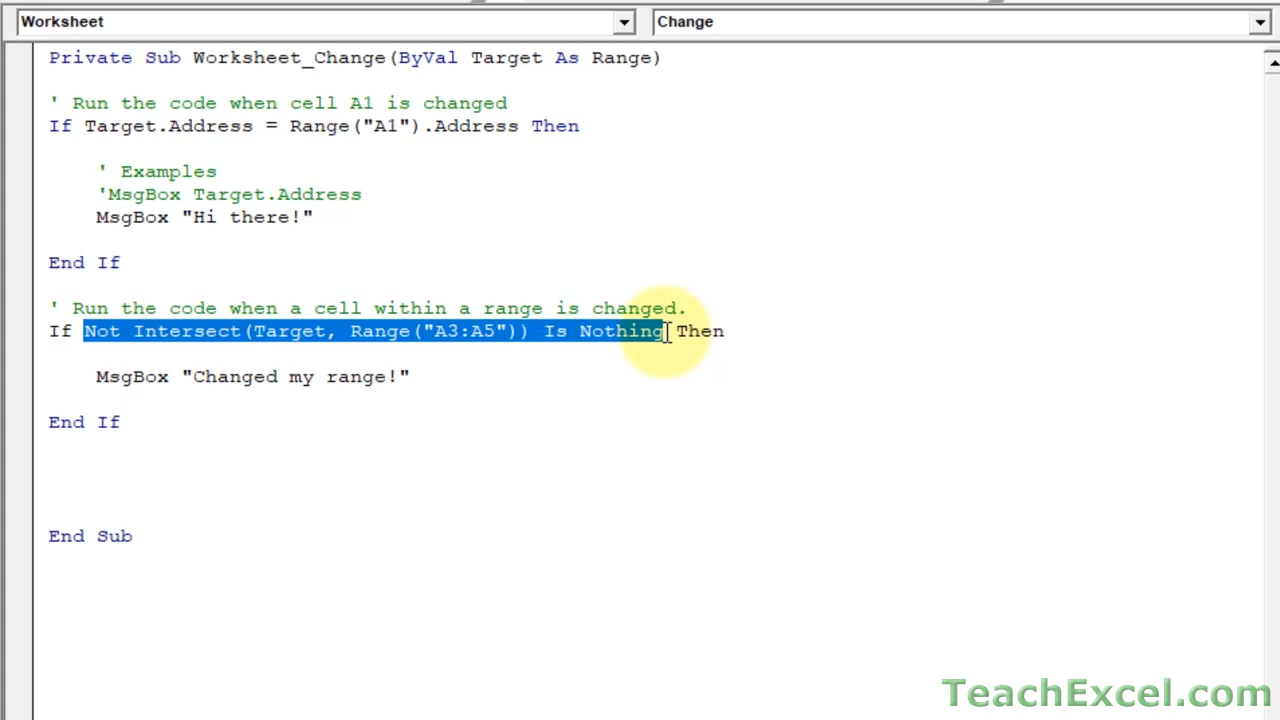 Worksheet
Change
Private Sub Worksheet_Change(ByVal Target As Range)
' Run the code when cell A1 is changed
If Target.Address = Range("A1").Address Then
' Examples
'MsgBox Target.Address
MsgBox "Hi there!"
End If
' Run the code when a cell within a range is changed.
If Not Intersect(Target, Range("A3:A5")) Is Nothing Then
MsgBox "Changed my range!"
End If
End Sub
TeachExcel.com